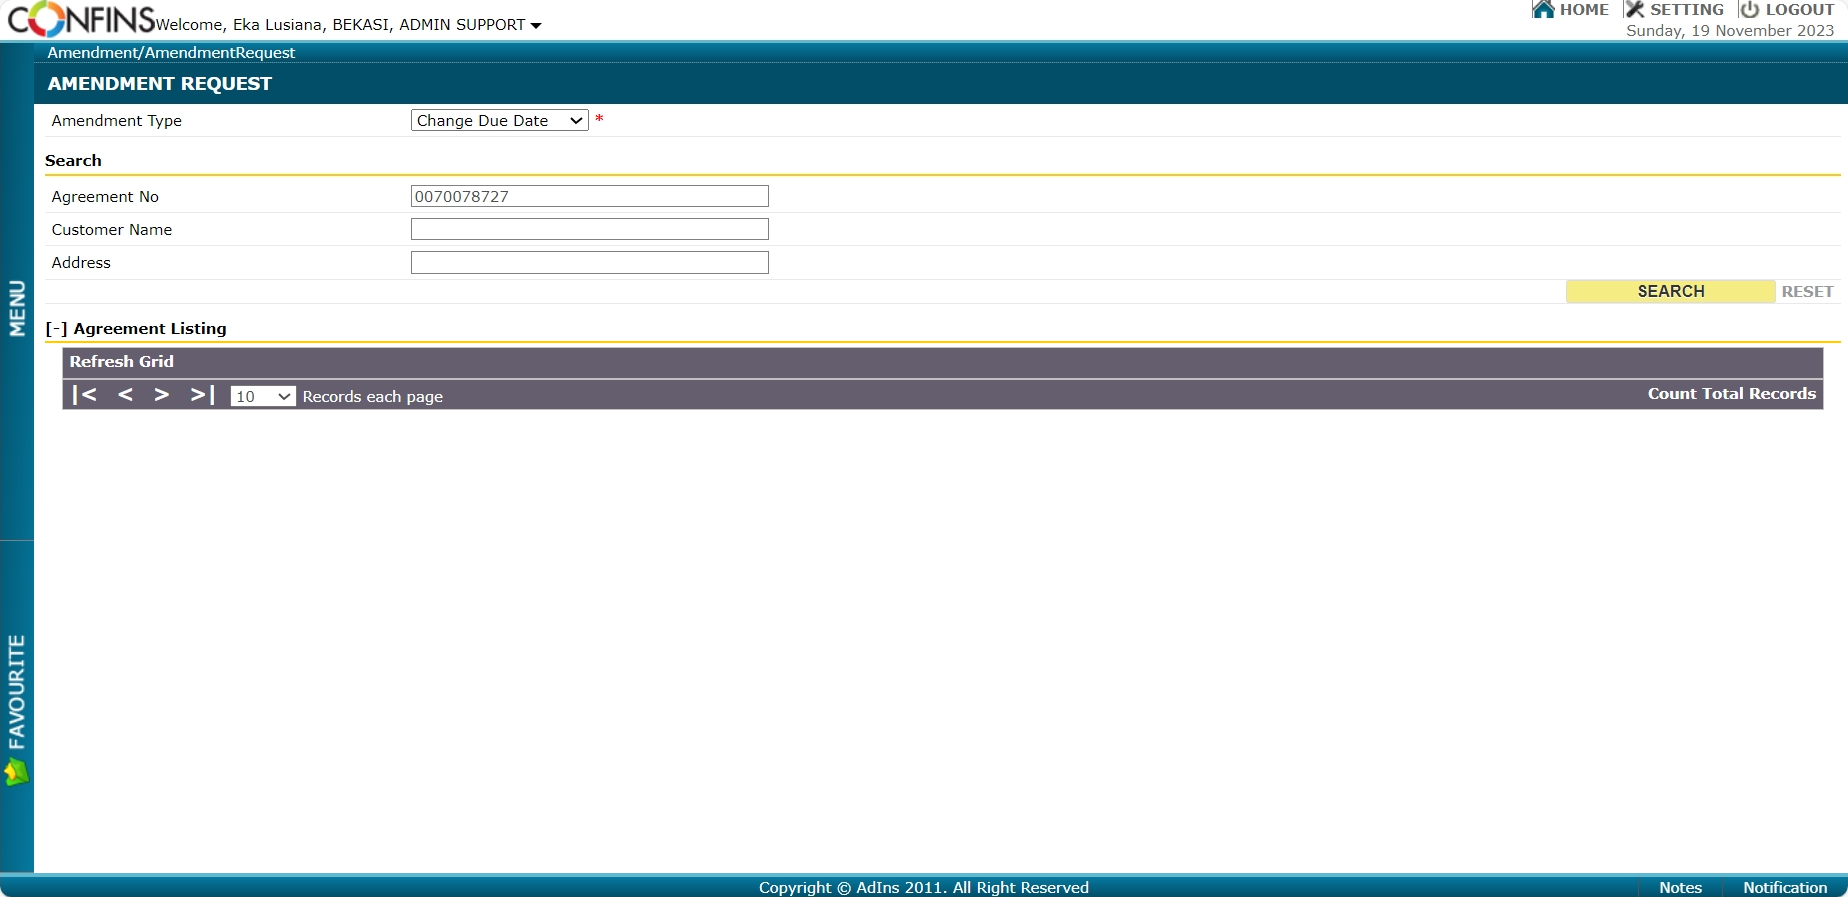 CONFINS Welcome, Eka Lusiana, BEKASI, ADMIN SUPPORT
HOME SETTING LOGOUT
Sunday, 19 November 2023
Amendment/AmendmentRequest
AMENDMENT REQUEST
Amendment Type Change Due Date *
Search
Agreement No 0070078727
Customer Name
Address
SEARCH RESET
[-] Agreement Listing
Refresh Grid
|< < > >| 10 Records each page Count Total Records
MENU
FAVOURITE
Copyright © AdIns 2011. All Right Reserved
Notes Notification